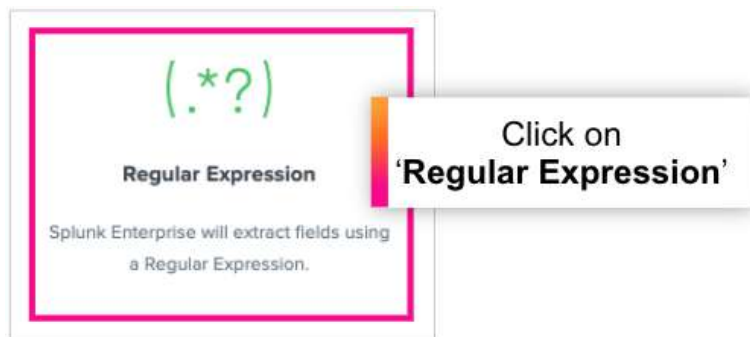 (.*?)
Regular Expression
Splunk Enterprise will extract fields using
a Regular Expression.
Click on
‘Regular Expression’